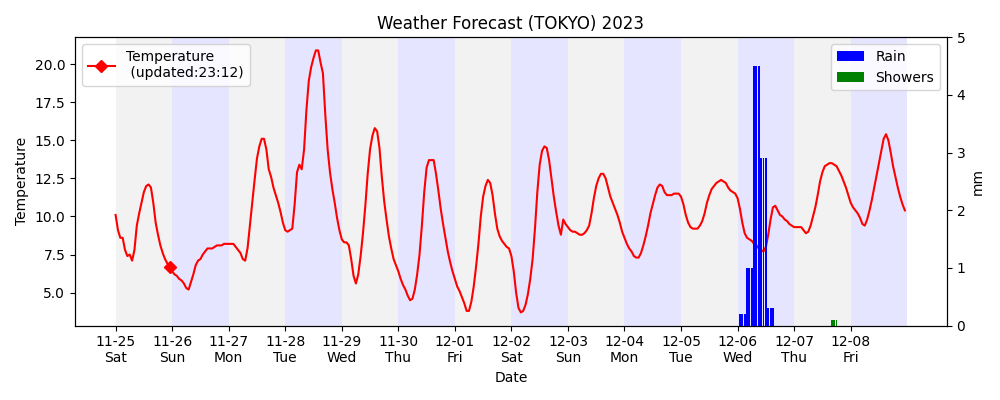 Weather Forecast (TOKYO) 2023
Temperature
(updated:23:12)
Rain
Showers
20.0
17.5
15.0
12.5
10.0
7.5
5.0
Temperature
5
4
3
2
1
0
mm
11-25 11-26 11-27 11-28 11-29 11-30 12-01 12-02 12-03 12-04 12-05 12-06 12-07 12-08
Sat Sun Mon Tue Wed Thu Fri Sat Sun Mon Tue Wed Thu Fri
Date